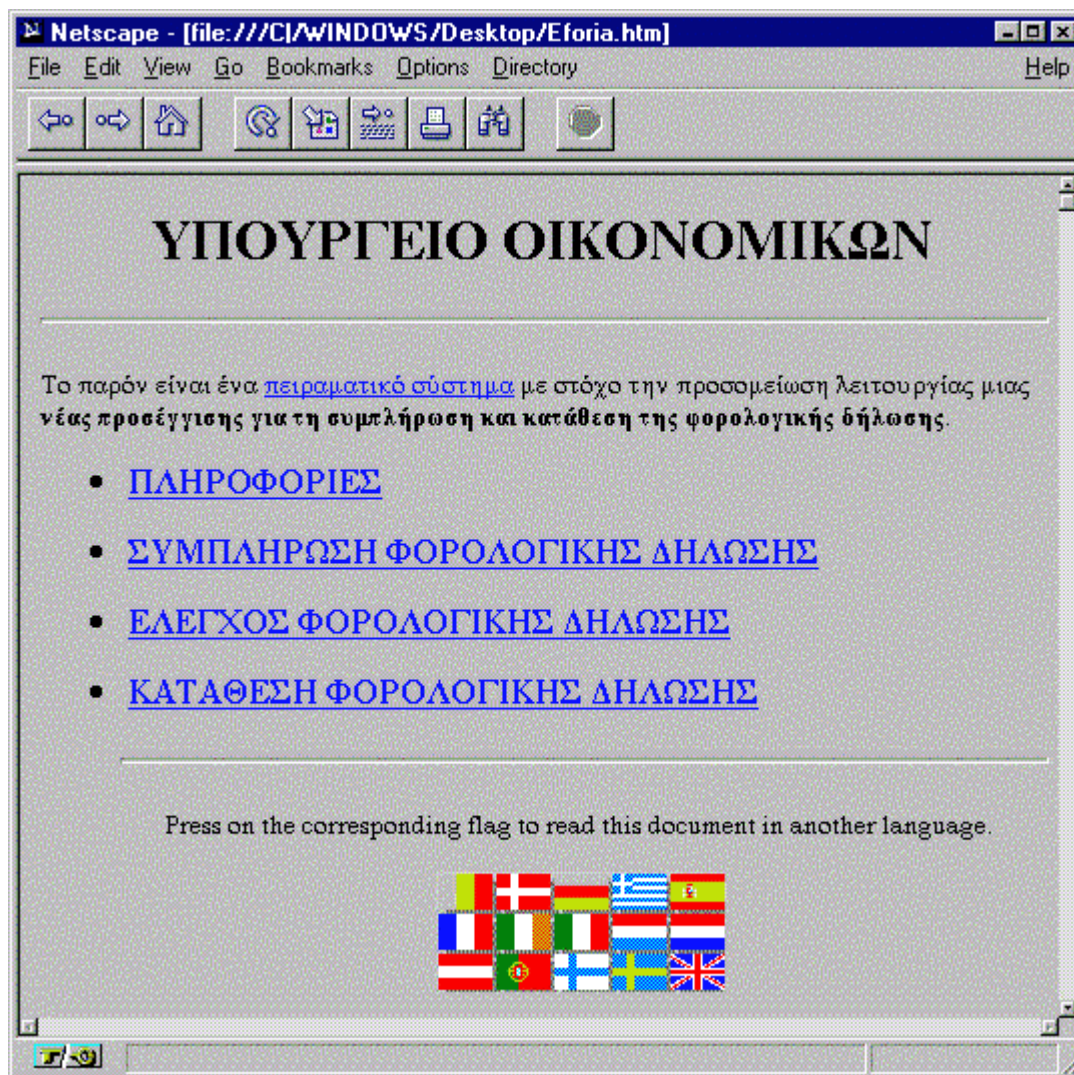 Netscape - [file:///C|/WINDOWS/Desktop/Eforia.htm]
File Edit View Go Bookmarks Options Directory Help
ΥΠΟΥΡΓΕΙΟ ΟΙΚΟΝΟΜΙΚΩΝ
Το παρόν είναι ένα πειραματικό σύστημα με στόχο την προσομείωση λειτουργίας μιας
νέας προσέγγισης για τη συμπλήρωση και κατάθεση της φορολογικής δήλωσης.
• ΠΛΗΡΟΦΟΡΙΕΣ
• ΣΥΜΠΛΗΡΩΣΗ ΦΟΡΟΛΟΓΙΚΗΣ ΔΗΛΩΣΗΣ
• ΕΛΕΓΧΟΣ ΦΟΡΟΛΟΓΙΚΗΣ ΔΗΛΩΣΗΣ
• ΚΑΤΑΘΕΣΗ ΦΟΡΟΛΟΓΙΚΗΣ ΔΗΛΩΣΗΣ
Press on the corresponding flag to read this document in another language.